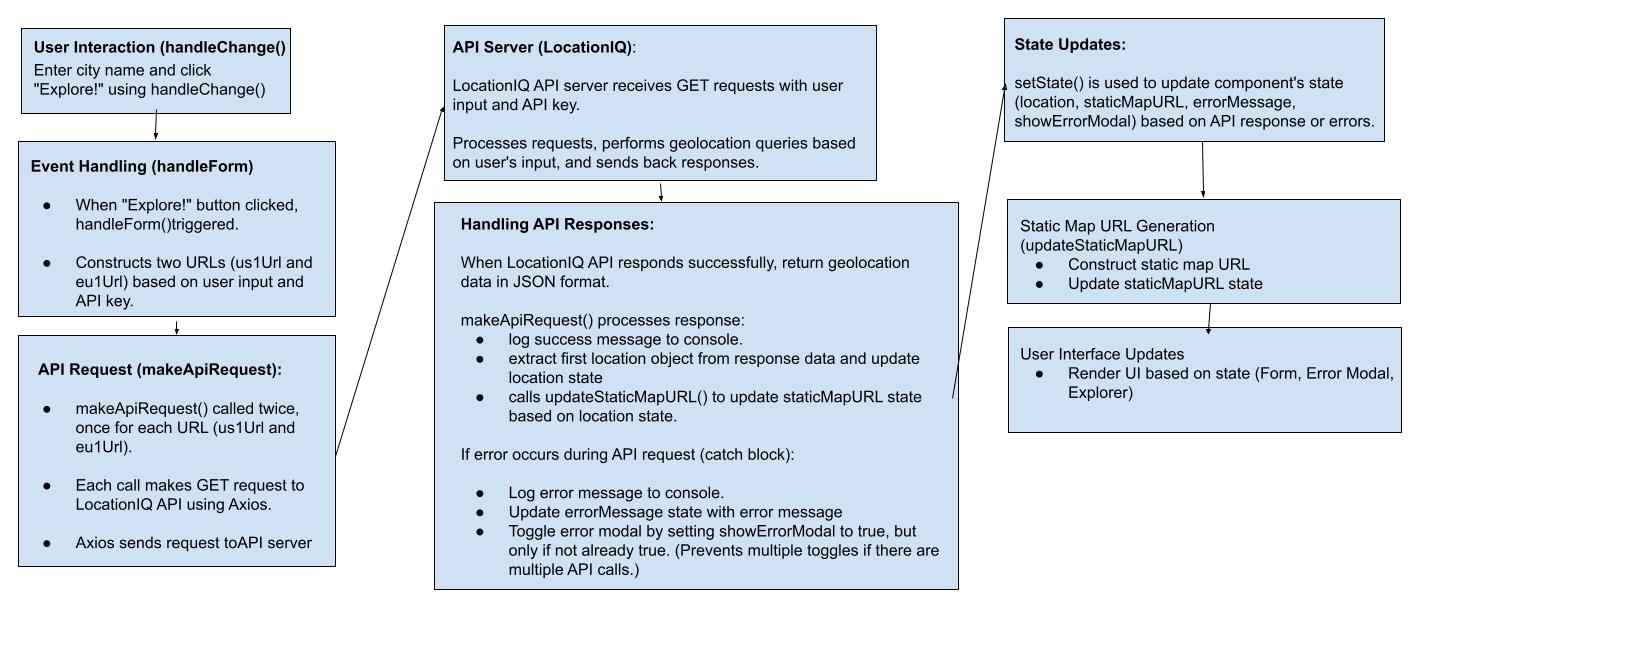 User Interaction (handleChange()
Enter city name and click
"Explore!" using handleChange()
Event Handling (handleForm)
● When "Explore!" button clicked,
handleForm()triggered.
● Constructs two URLs (us1Url and
eu1Url) based on user input and
API key.
API Request (makeApiRequest):
● makeApiRequest() called twice,
once for each URL (us1Url and
eu1Url).
● Each call makes GET request to
LocationIQ API using Axios.
● Axios sends request toAPI server
API Server (LocationIQ):
LocationIQ API server receives GET requests with user
input and API key.
Processes requests, performs geolocation queries based
on user's input, and sends back responses.
Handling API Responses:
When LocationIQ API responds successfully, return geolocation
data in JSON format.
makeApiRequest() processes response:
● log success message to console.
● extract first location object from response data and update
location state
● calls updateStaticMapURL() to update staticMapURL state
based on location state.
If error occurs during API request (catch block):
● Log error message to console.
● Update errorMessage state with error message
● Toggle error modal by setting showErrorModal to true, but
only if not already true. (Prevents multiple toggles if there are
multiple API calls.)
State Updates:
setState() is used to update component's state
(location, staticMapURL, errorMessage,
showErrorModal) based on API response or errors.
Static Map URL Generation
(updateStaticMapURL)
● Construct static map URL
● Update staticMapURL state
User Interface Updates
● Render UI based on state (Form, Error Modal,
Explorer)